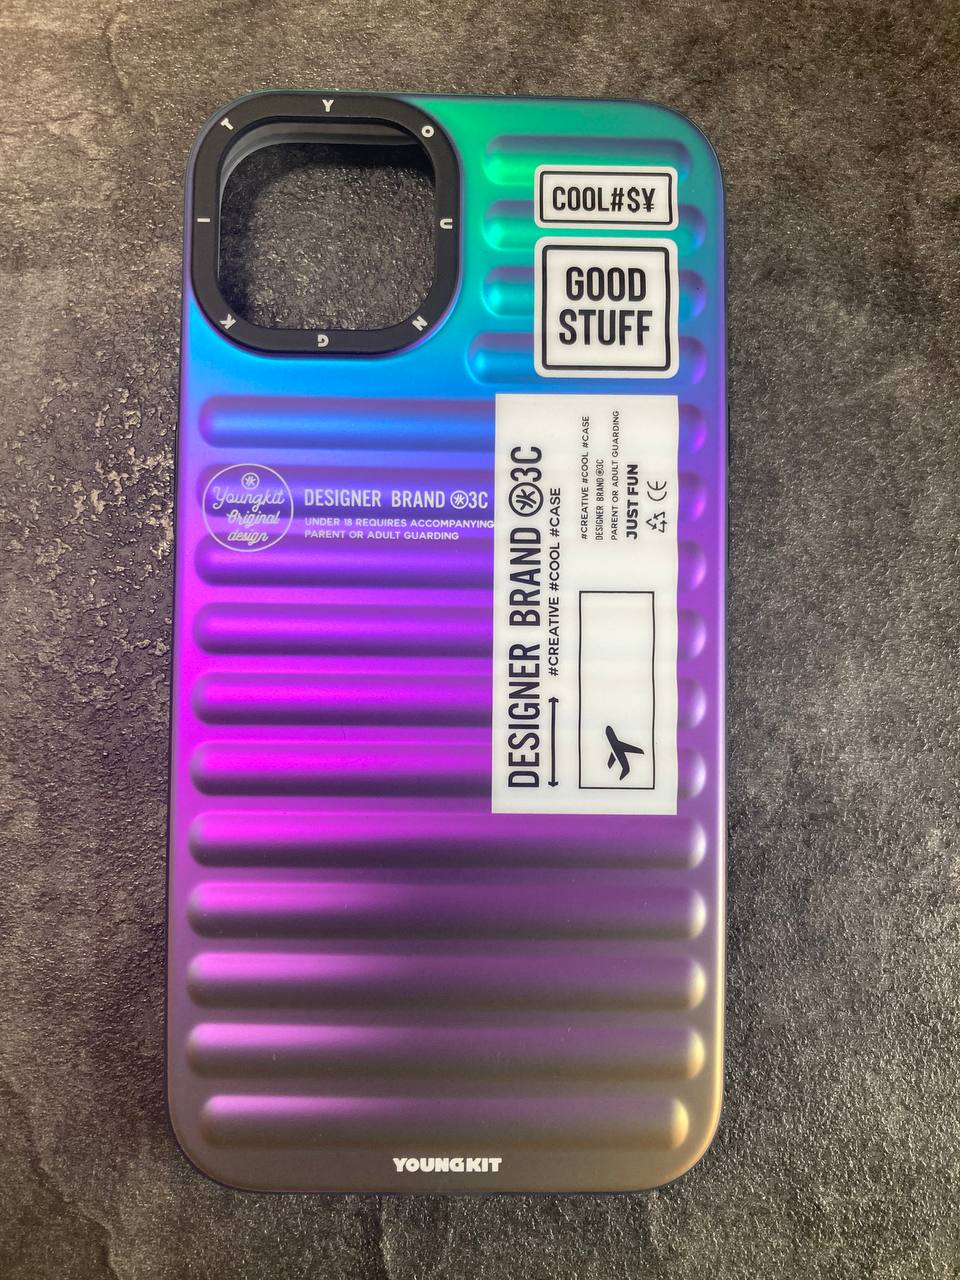 YOUNGKIT
COOL#$¥
GOOD
STUFF
Youngkit
Original
design
DESIGNER BRAND 3C
UNDER 18 REQUIRES ACCOMPANYING
PARENT OR ADULT GUARDING
DESIGNER BRAND 3C
#CREATIVE #COOL #CASE
#CREATIVE #COOL #CASE
DESIGNER BRAND 3C
PARENT OR ADULT GUARDING
JUST FUN
CE
YOUNGKIT